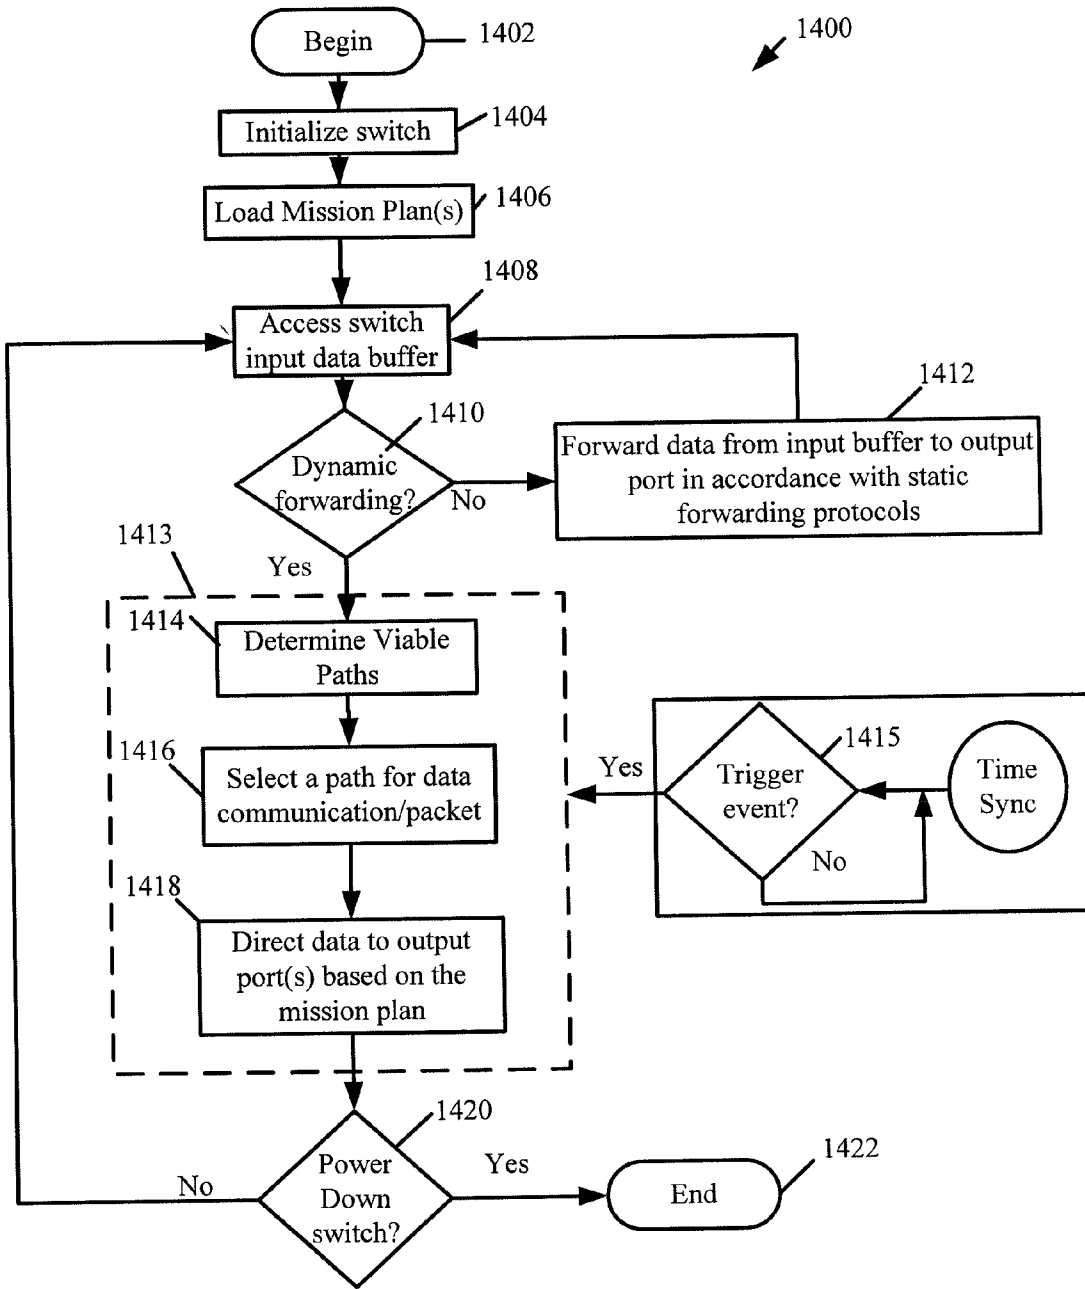 Begin
1402
1400
Initialize switch
1404
Load Mission Plan(s)
1406
1408
Access switch
input data buffer
1410
Dynamic
forwarding?
No
1412
Forward data from input buffer to output
port in accordance with static
forwarding protocols
Yes
1413
1414
Determine Viable
Paths
1416
Select a path for data
communication/packet
Yes
1415
Trigger
event?
No
Time
Sync
1418
Direct data to output
port(s) based on the
mission plan
1420
Power
Down
switch?
No
Yes
End
1422